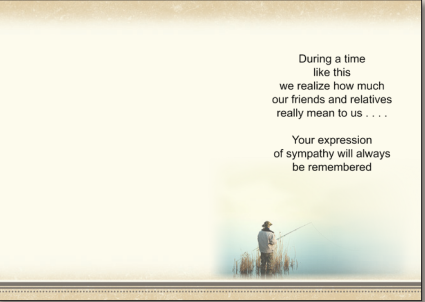 During a time
like this
we realize how much
our friends and relatives
really mean to us . . . .
Your expression
of sympathy will always
be remembered